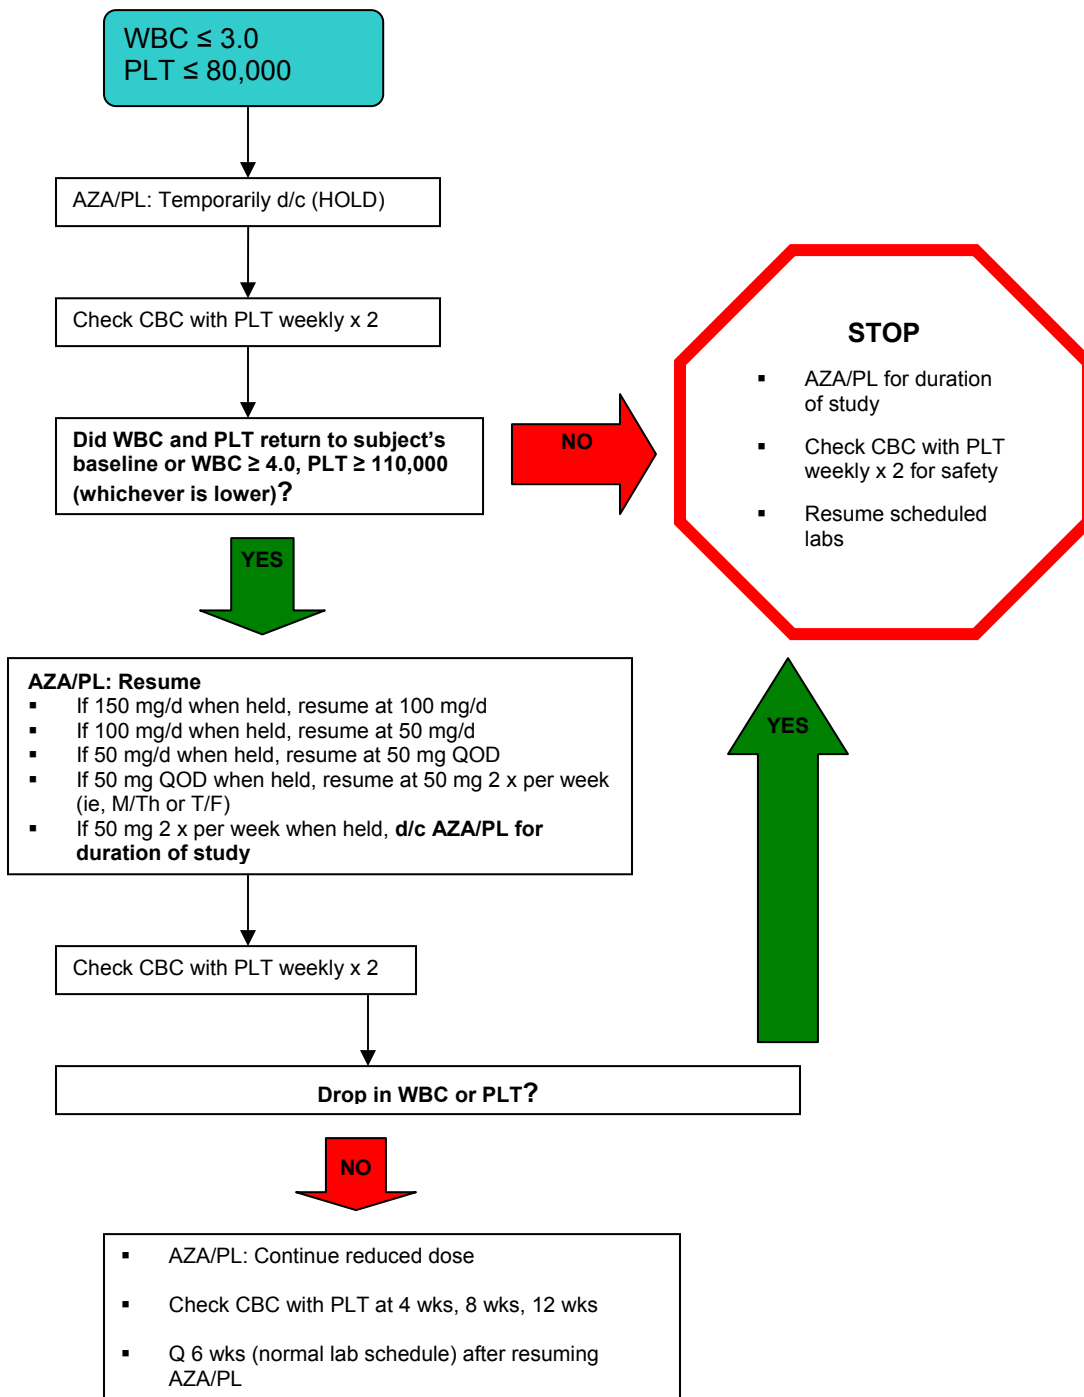 WBC ≤ 3.0
PLT ≤ 80,000
AZA/PL: Temporarily d/c (HOLD)
Check CBC with PLT weekly x 2
Did WBC and PLT return to subject's
baseline or WBC ≥ 4.0, PLT ≥ 110,000
(whichever is lower)?
NO
STOP
▪ AZA/PL for duration
of study
▪ Check CBC with PLT
weekly x 2 for safety
▪ Resume scheduled
labs
YES
AZA/PL: Resume
▪ If 150 mg/d when held, resume at 100 mg/d
▪ If 100 mg/d when held, resume at 50 mg/d
▪ If 50 mg/d when held, resume at 50 mg QOD
▪ If 50 mg QOD when held, resume at 50 mg 2 x per week
(ie, M/Th or T/F)
▪ If 50 mg 2 x per week when held, d/c AZA/PL for
duration of study
YES
Check CBC with PLT weekly x 2
Drop in WBC or PLT?
NO
▪ AZA/PL: Continue reduced dose
▪ Check CBC with PLT at 4 wks, 8 wks, 12 wks
▪ Q 6 wks (normal lab schedule) after resuming
AZA/PL